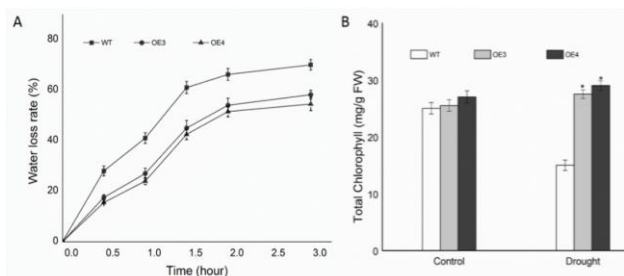 A
WT OE3 OE4
Water loss rate (%)
80
60
40
20
0
0.0 0.5 1.0 1.5 2.0 2.5 3.0
Time (hour)
B
WT OE3 OE4
Total Chlorophyll (mg/g FW)
40
30
20
10
0
* *
Control Drought